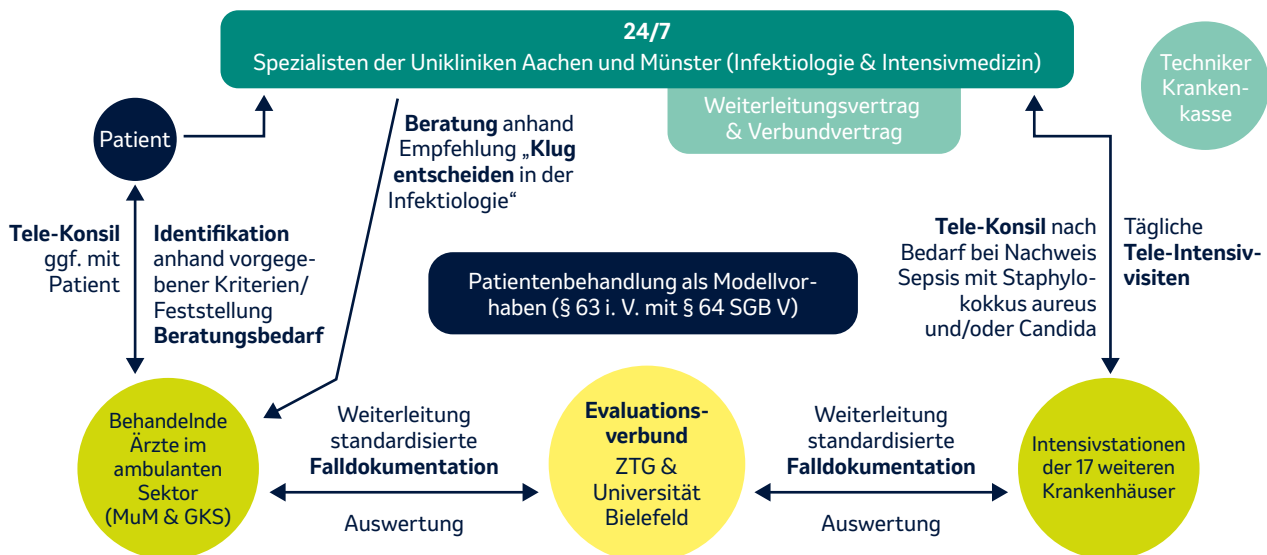 24/7
Spezialisten der Unikliniken Aachen und Münster (Infektiologie & Intensivmedizin)
Techniker
Kranken-
kasse
Weiterleitungsvertrag
& Verbundvertrag
Patient
Beratung anhand
Empfehlung „Klug
entscheiden in der
Infektiologie“
Tele-Konsil
ggf. mit
Patient
Identifikation
anhand vorgege-
bener Kriterien/
Feststellung
Beratungsbedarf
Patientenbehandlung als Modellvor-
haben (§ 63 i. V. mit § 64 SGB V)
Tele-Konsil nach
Bedarf bei Nachweis
Sepsis mit Staphylo-
kokkus aureus
und/oder Candida
Tägliche
Tele-Intensiv-
visiten
Behandelnde
Ärzte im
ambulanten
Sektor
(MuM & GKS)
Weiterleitung
standardisierte
Falldokumentation
Auswertung
Evaluations-
verbund
ZTG &
Universität
Bielefeld
Weiterleitung
standardisierte
Falldokumentation
Auswertung
Intensivstationen
der 17 weiteren
Krankenhäuser